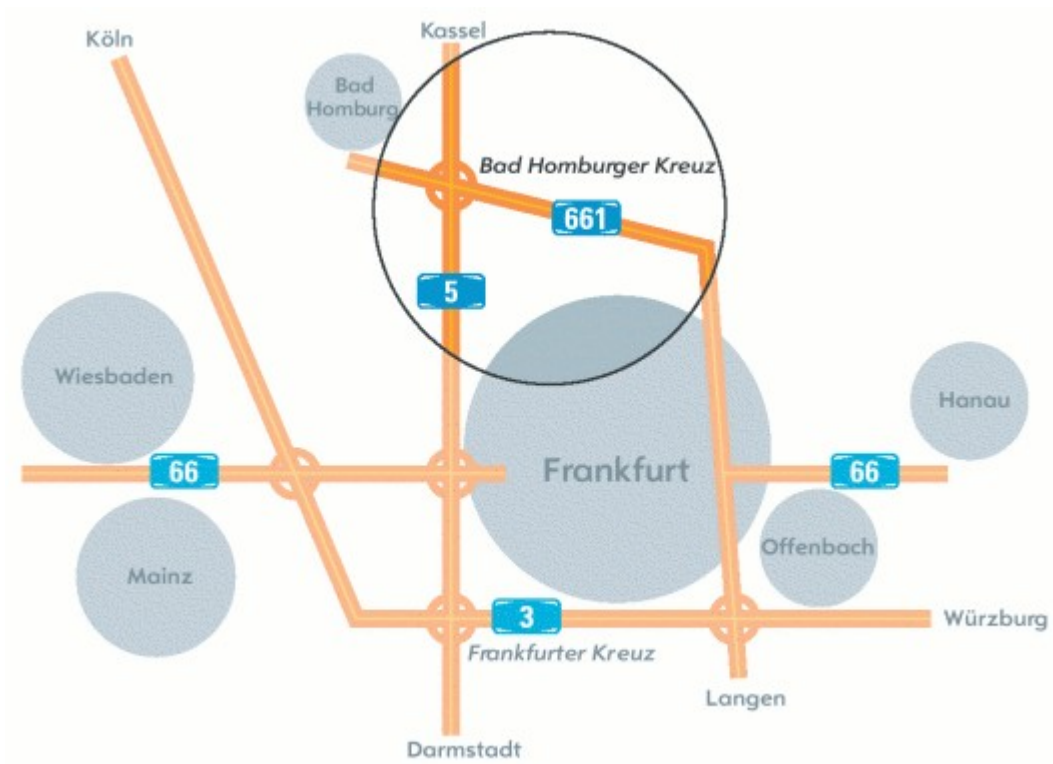 Kassel
Köln
Bad
Homburg
Bad Homburger Kreuz
661
5
Wiesbaden
Hanau
66
Frankfurt
66
Offenbach
Mainz
3
Würzburg
Frankfurter Kreuz
Langen
Darmstadt